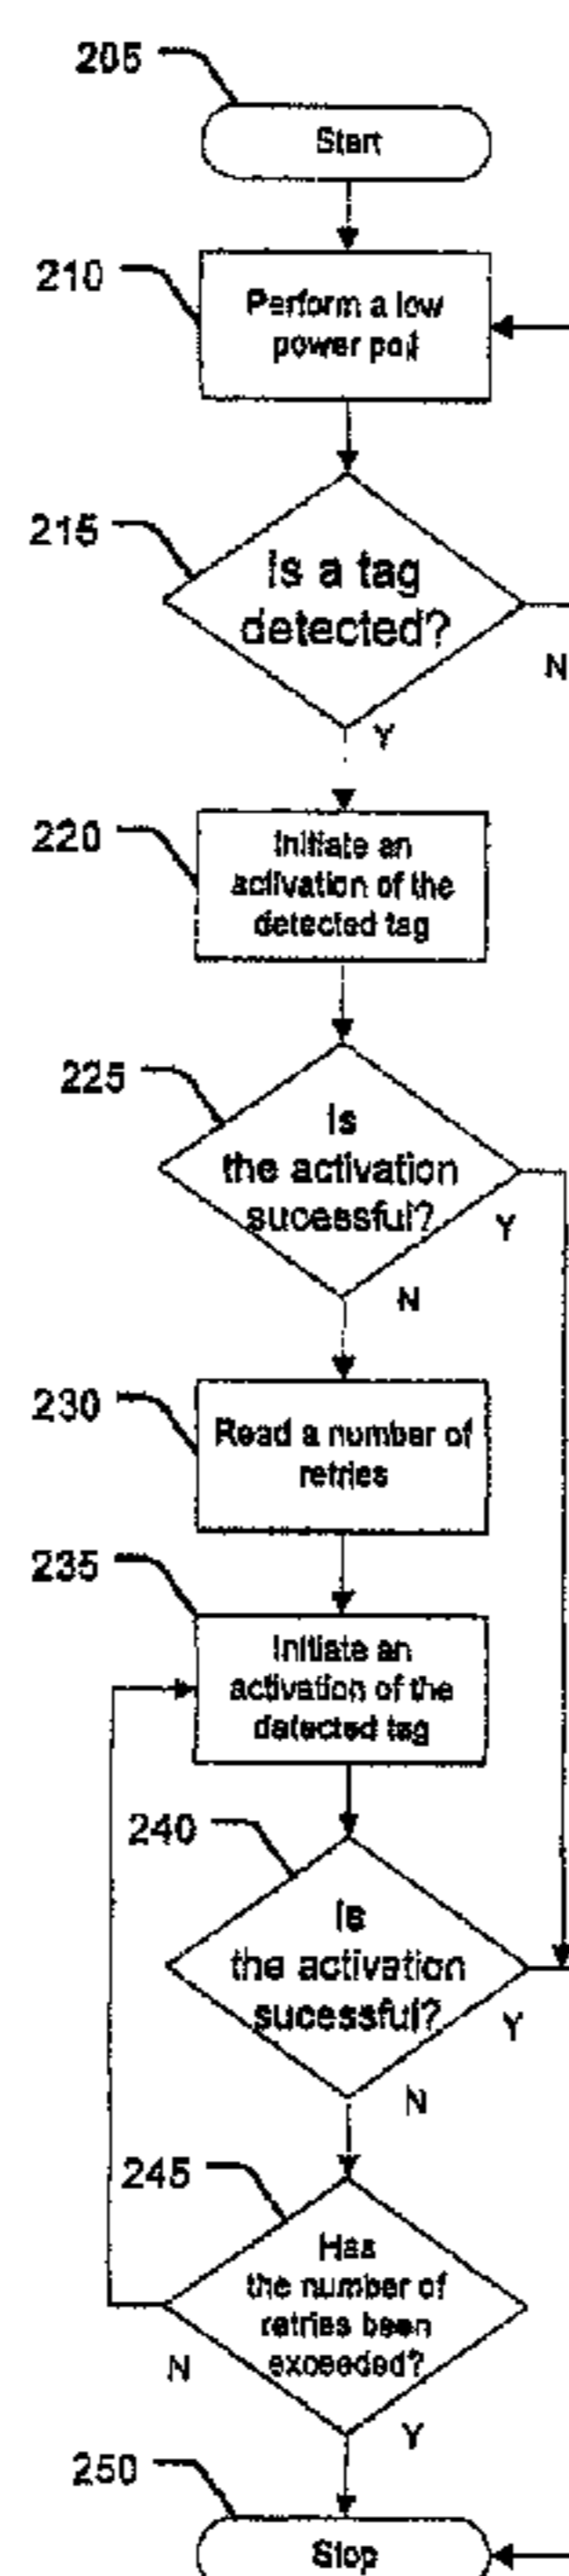 205
Start
210
Perform a low
power poll
215
Is a tag
detected?
N
Y
220
Initiate an
activation of the
detected tag
225
Is
the activation
sucessful?
Y
N
230
Read a number of
retries
235
Initiate an
activation of the
detected tag
240
Is
the activation
sucessful?
Y
N
245
Has
the number of
retries been
exceeded?
N
Y
250
Stop